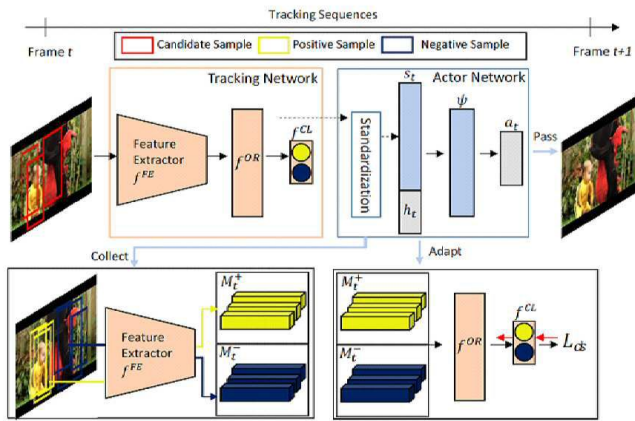 Tracking Sequences
Frame t
Frame t+1
Candidate Sample
Positive Sample
Negative Sample
Tracking Network
Actor Network
Feature
Extractor
f^FE
f^OR
f^CL
Standardization
s_t
h_t
ψ
a_t
Pass
Collect
Adapt
Feature
Extractor
f^FE
M_t^+
M_t^-
M_t^+
M_t^-
f^OR
f^CL
L_cls